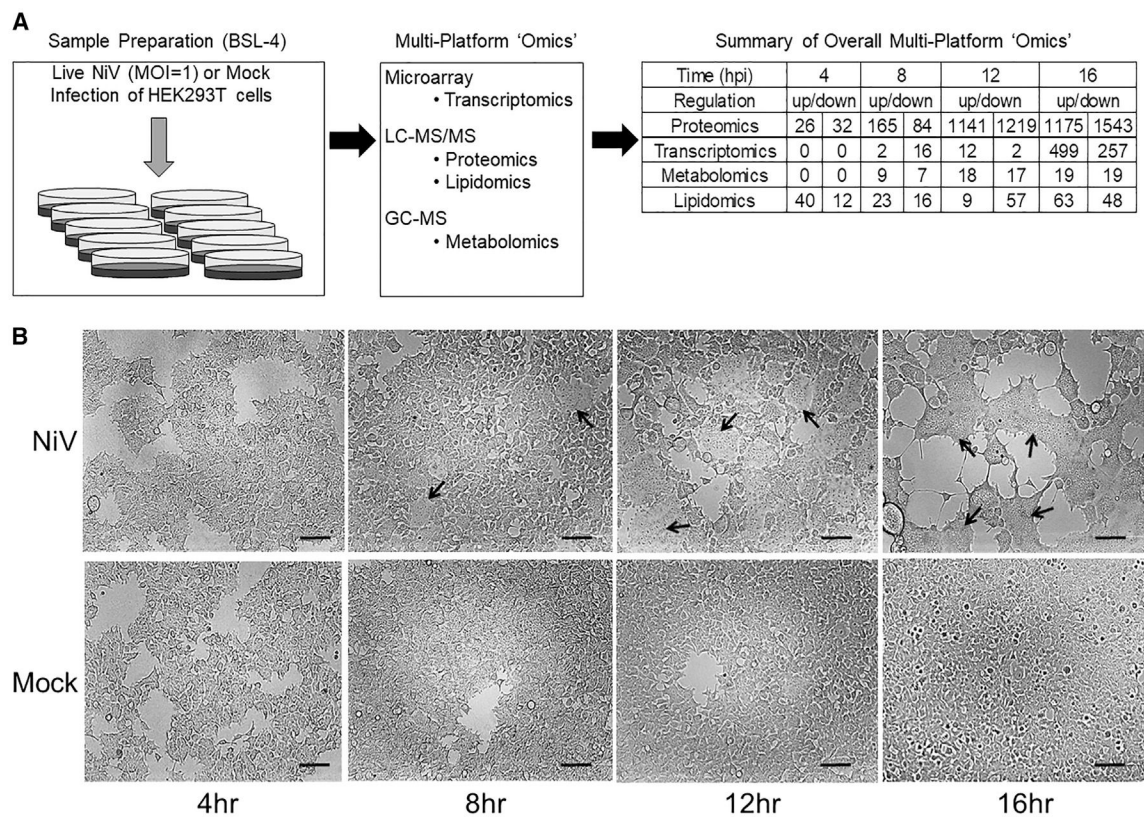 A
Sample Preparation (BSL-4)
Live NiV (MOI=1) or Mock
Infection of HEK293T cells
Multi-Platform ‘Omics’
Microarray
• Transcriptomics
LC-MS/MS
• Proteomics
• Lipidomics
GC-MS
• Metabolomics
Summary of Overall Multi-Platform ‘Omics’
Time (hpi) 4 8 12 16
Regulation up/down up/down up/down up/down
Proteomics 26 32 165 84 1141 1219 1175 1543
Transcriptomics 0 0 2 16 12 2 499 257
Metabolomics 0 0 9 7 18 17 19 19
Lipidomics 40 12 23 16 9 57 63 48
B
NiV
Mock
4hr 8hr 12hr 16hr